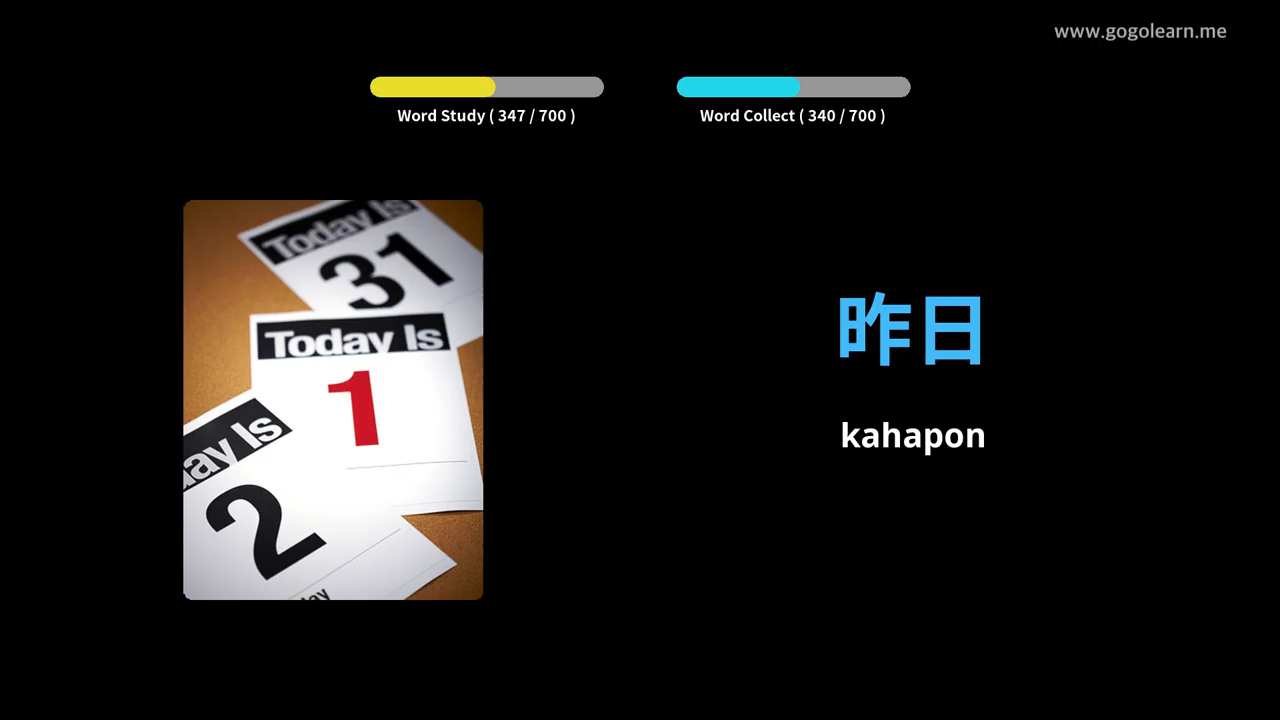 www.gogolearn.me
Word Study ( 347 / 700 )
Word Collect ( 340 / 700 )
Today Is
31
Today Is
1
ay Is
2
昨日
kahapon